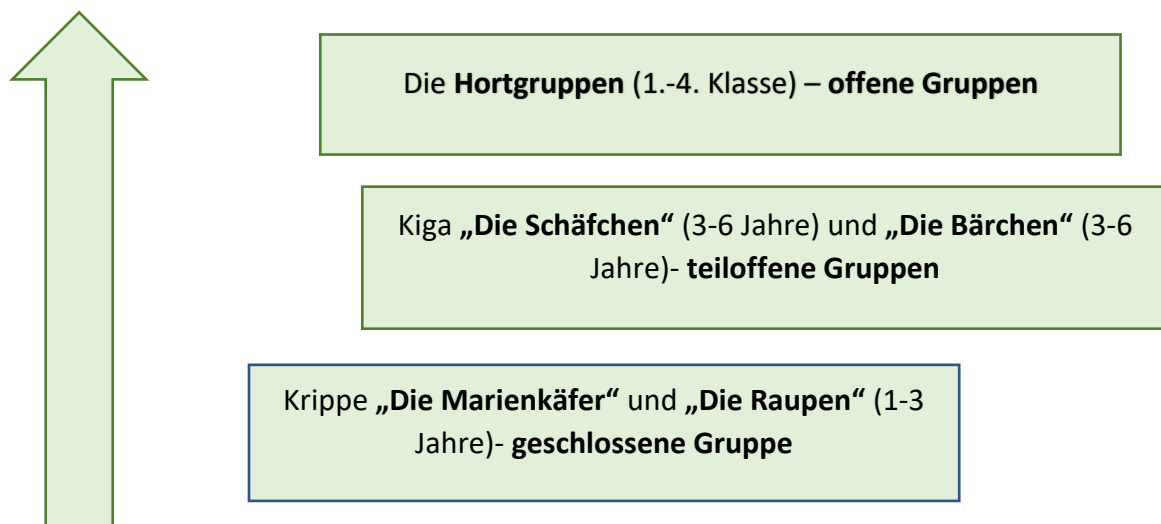 Die Hortgruppen (1.-4. Klasse) – offene Gruppen
Kiga „Die Schäfchen“ (3-6 Jahre) und „Die Bärchen“ (3-6
Jahre)- teiloffene Gruppen
Krippe „Die Marienkäfer“ und „Die Raupen“ (1-3
Jahre)- geschlossene Gruppe